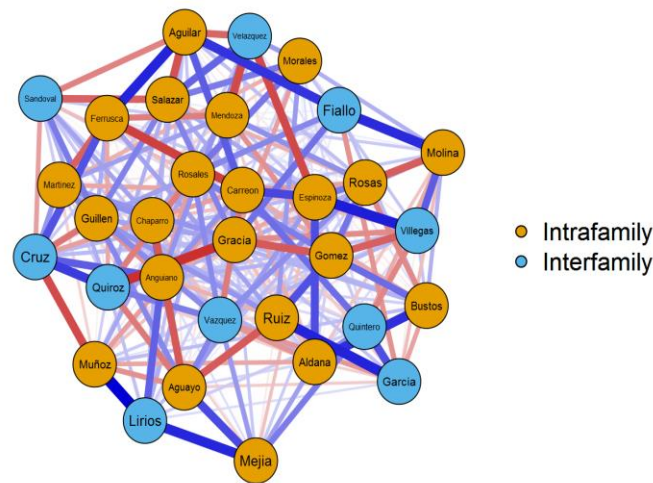 Aguilar
Velazquez
Morales
Sandoval
Salazar
Ferrusca
Mendoza
Fiallo
Molina
Martinez
Rosales
Carreon
Espinoza
Rosas
Guillen
Chaparro
Gracia
Villegas
Cruz
Quiroz
Anguiano
Gomez
Intrafamily
Interfamily
Vazquez
Ruiz
Quintero
Bustos
Muñoz
Aguayo
Aldana
Garcia
Lirios
Mejia